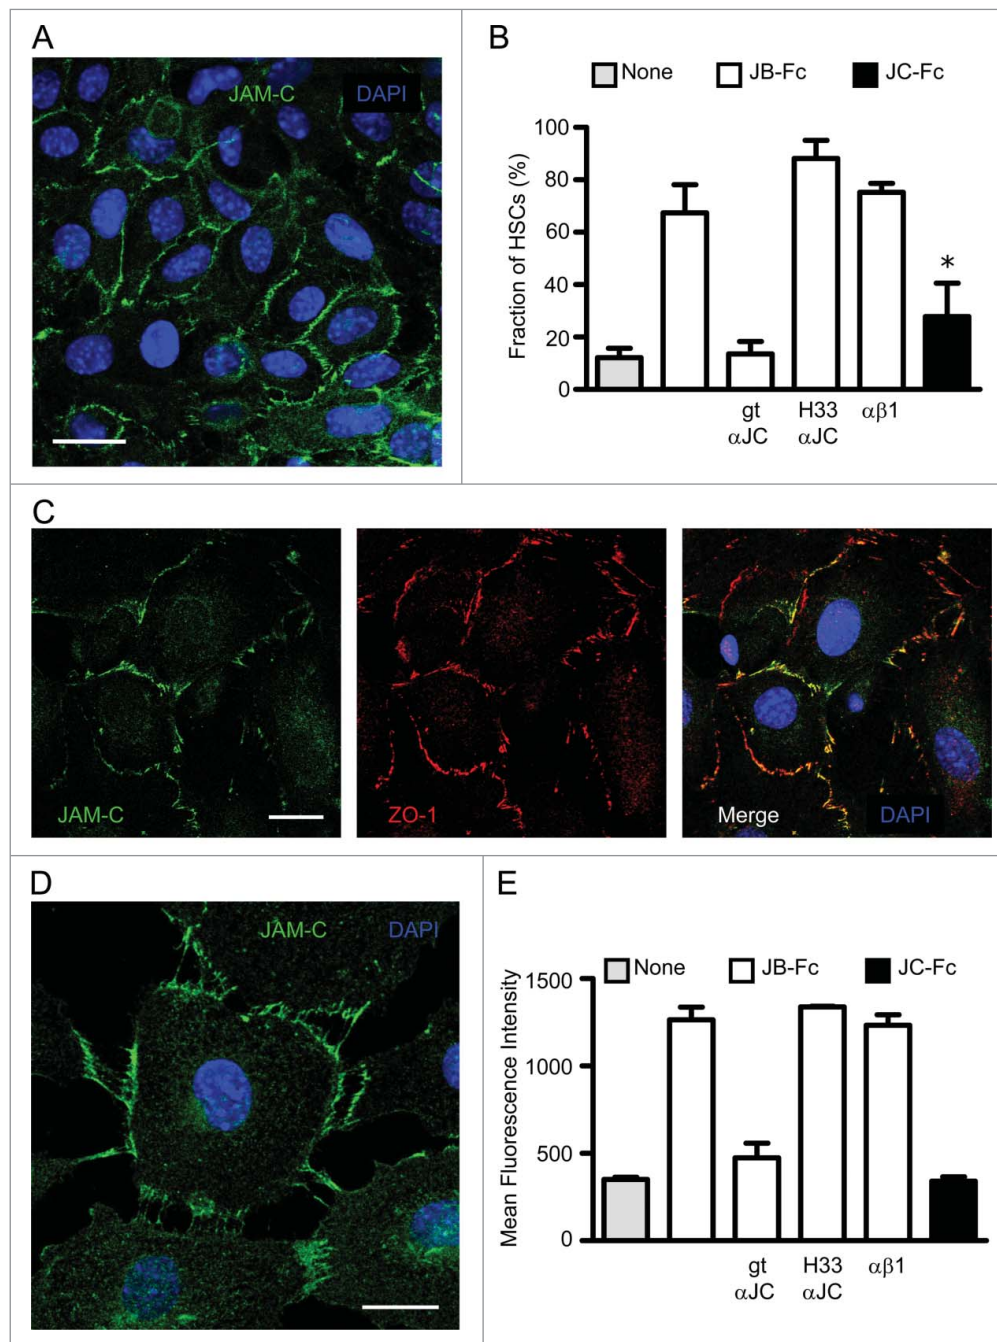 A
JAM-C DAPI
B
None JB-Fc JC-Fc
Fraction of HSCs (%)
100
80
60
40
20
0
*
gt
αJC
H33
αJC
αβ1
C
JAM-C
ZO-1
Merge DAPI
D
JAM-C DAPI
E
None JB-Fc JC-Fc
Mean Fluorescence Intensity
1500
1000
500
0
gt
αJC
H33
αJC
αβ1